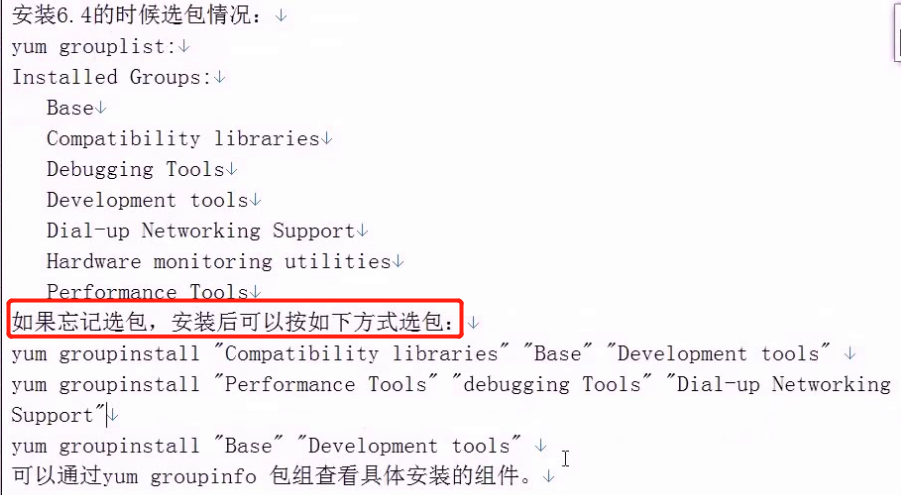 安装6.4的时候选包情况：
yum grouplist:
Installed Groups:
Base
Compatibility libraries
Debugging Tools
Development tools
Dial-up Networking Support
Hardware monitoring utilities
Performance Tools
如果忘记选包，安装后可以按如下方式选包：
yum groupinstall "Compatibility libraries" "Base" "Development tools"
yum groupinstall "Performance Tools" "debugging Tools" "Dial-up Networking
Support"
yum groupinstall "Base" "Development tools"
可以通过yum groupinfo 包组查看具体安装的组件。